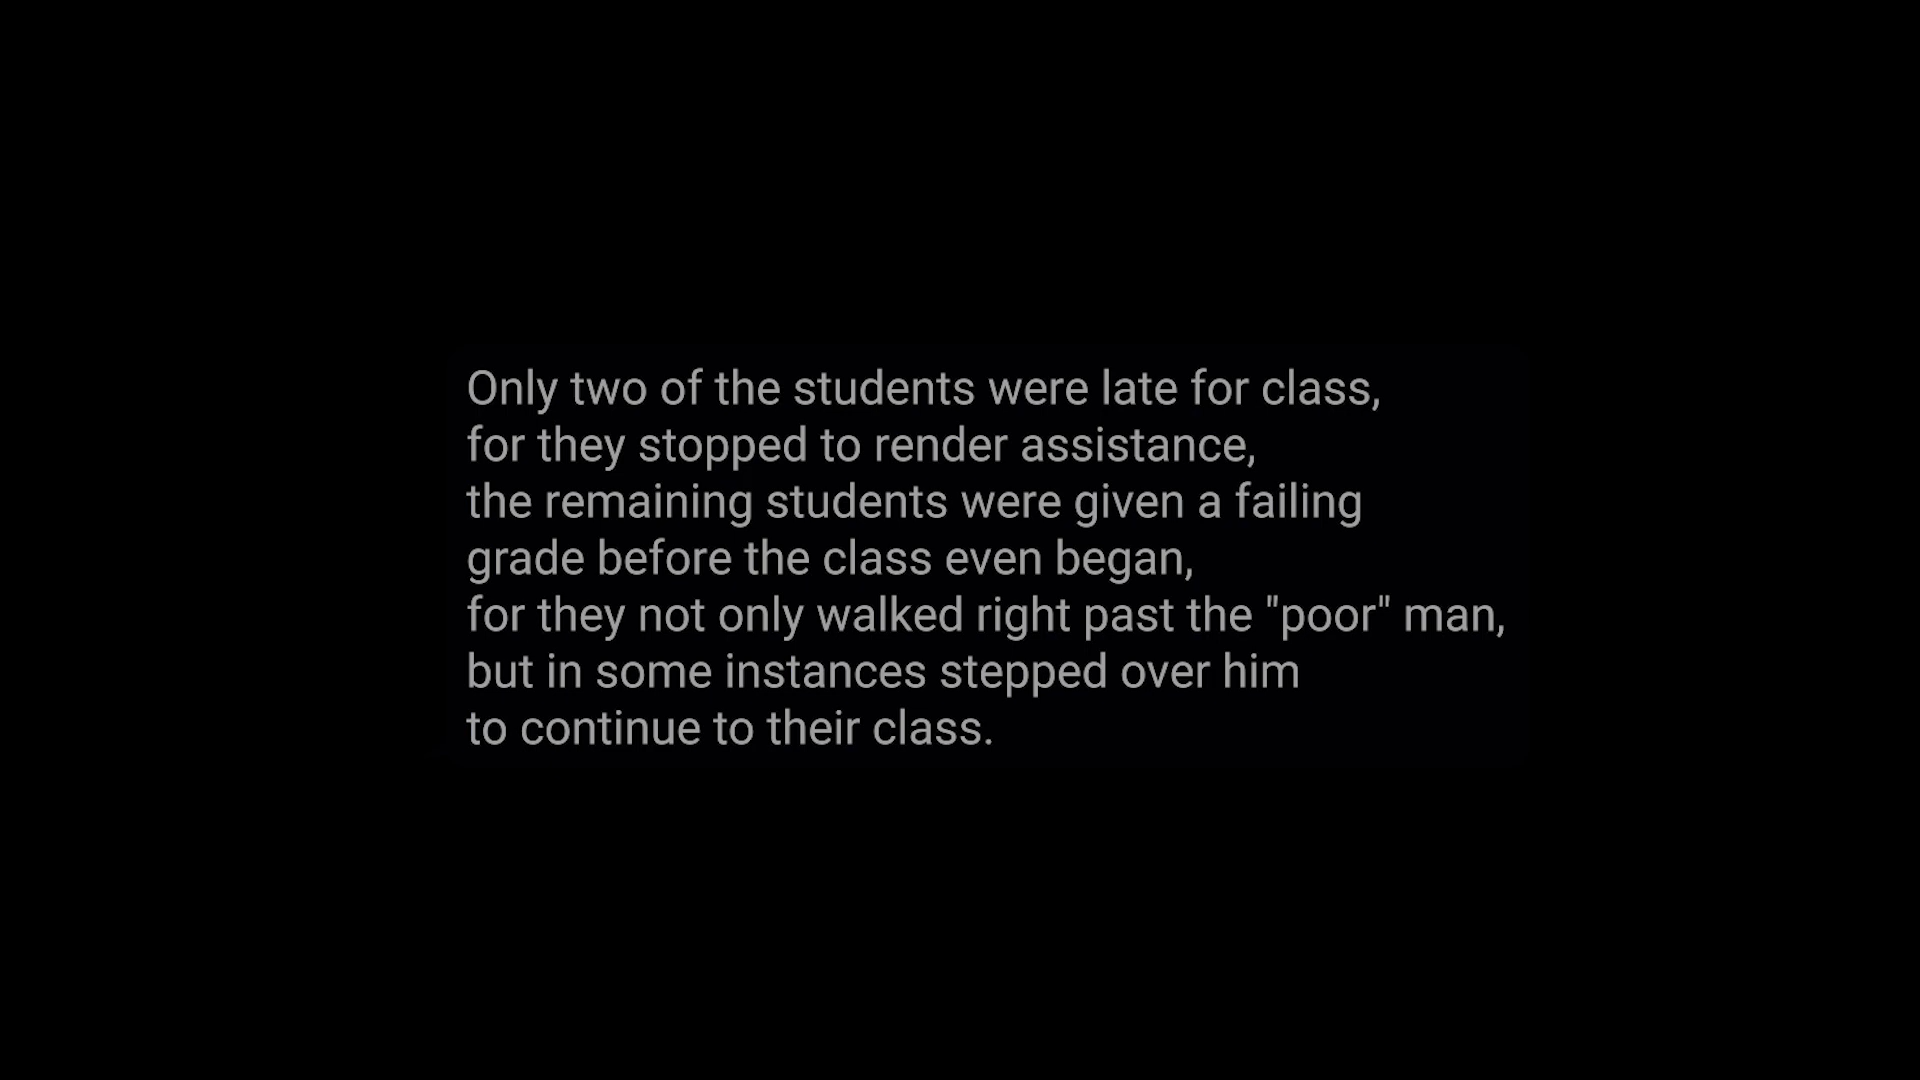 Only two of the students were late for class,
for they stopped to render assistance,
the remaining students were given a failing
grade before the class even began,
for they not only walked right past the "poor" man,
but in some instances stepped over him
to continue to their class.